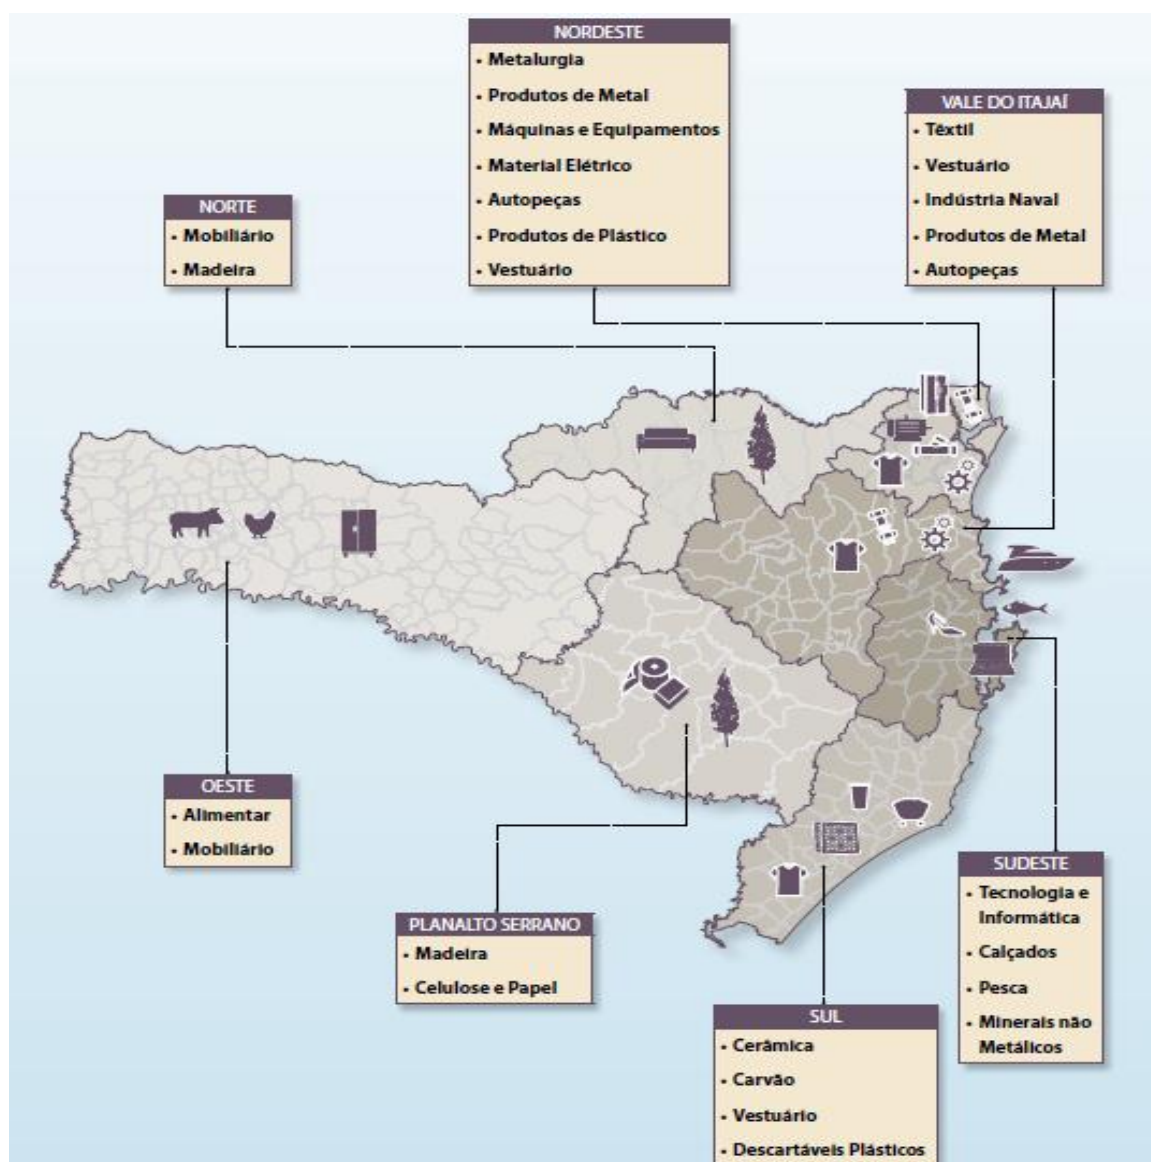 NORDESTE
• Metalurgia
• Produtos de Metal
• Máquinas e Equipamentos
• Material Elétrico
• Autopeças
• Produtos de Plástico
• Vestuário
VALE DO ITAJAÍ
• Têxtil
• Vestuário
• Indústria Naval
• Produtos de Metal
• Autopeças
NORTE
• Mobiliário
• Madeira
OESTE
• Alimentar
• Mobiliário
PLANALTO SERRANO
• Madeira
• Celulose e Papel
SUDESTE
• Tecnologia e
Informática
• Calçados
• Pesca
• Minerais não
Metálicos
SUL
• Cerâmica
• Carvão
• Vestuário
• Descartáveis Plásticos